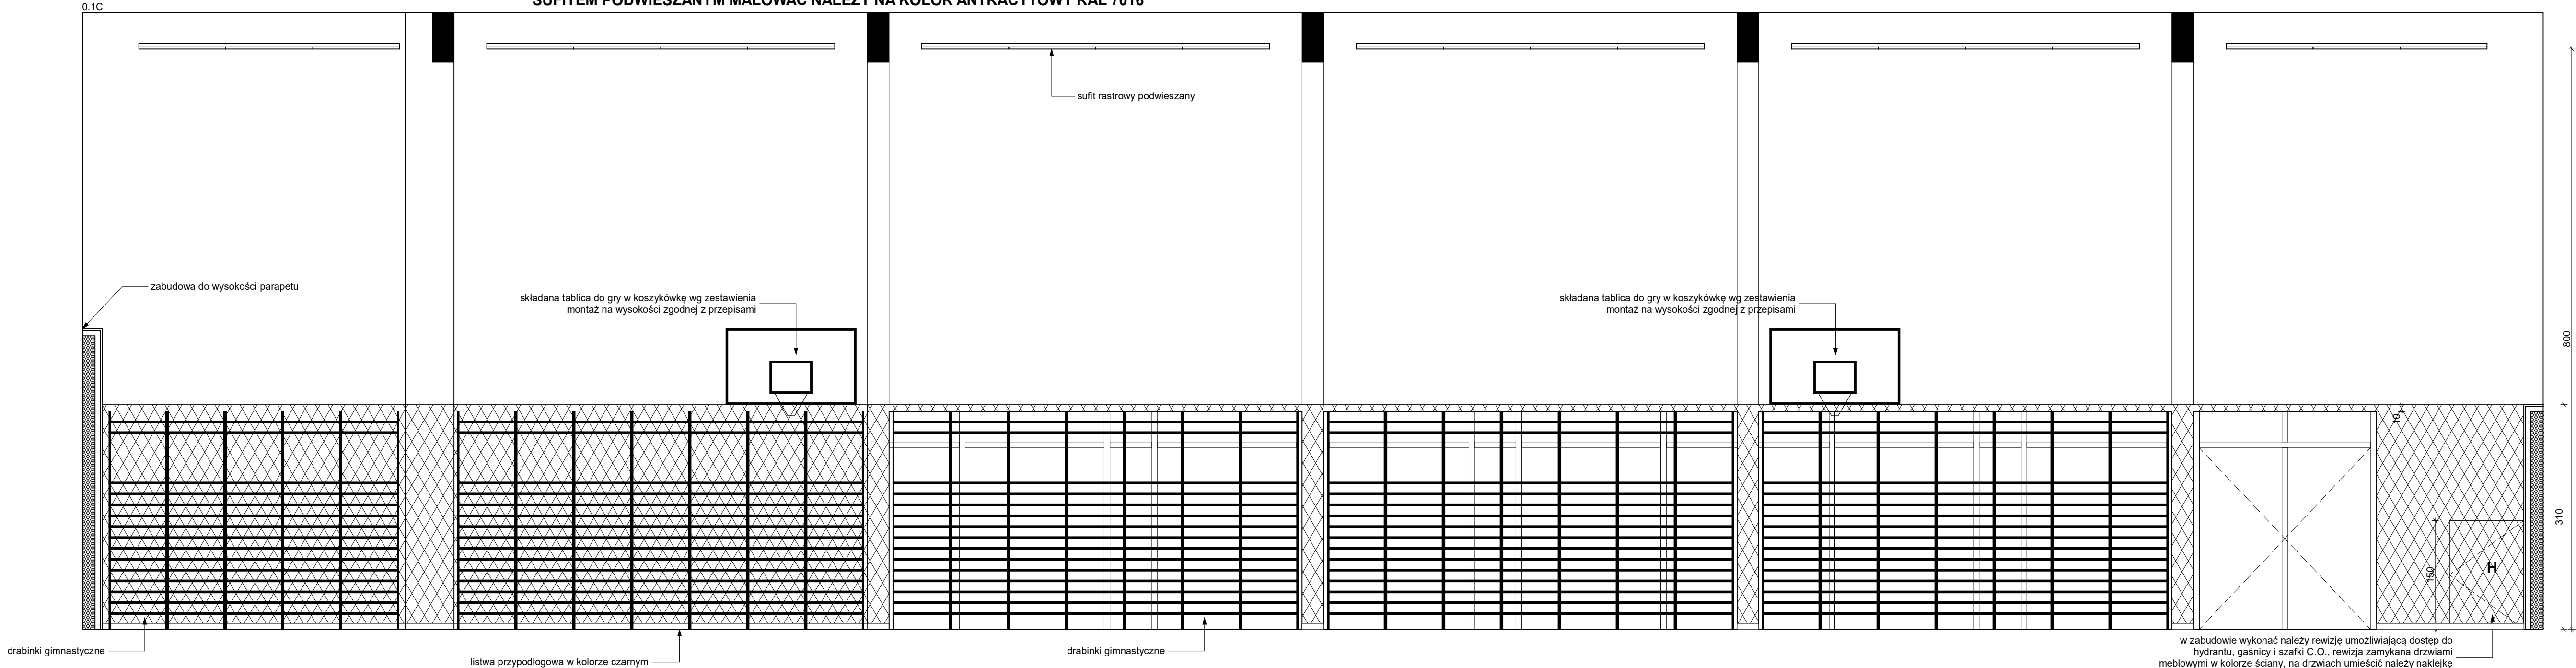 SUFITEM PODWIESZANYM MALOWAĆ NALEŻY NA KOLOR ANTRACYTOWY RAL 7016
0.1C
sufit rastrowy podwieszany
zabudowa do wysokości parapetu
składana tablica do gry w koszykówkę wg zestawienia
montaż na wysokości zgodnej z przepisami
składana tablica do gry w koszykówkę wg zestawienia
montaż na wysokości zgodnej z przepisami
800
10
310
150
H
drabinki gimnastyczne
listwa przypodłogowa w kolorze czarnym
drabinki gimnastyczne
w zabudowie wykonać należy rewizję umożliwiającą dostęp do
hydrantu, gaśnicy i szafki C.O., rewizja zamykana drzwiami
meblowymi w kolorze ściany, na drzwiach umieścić należy naklejkę